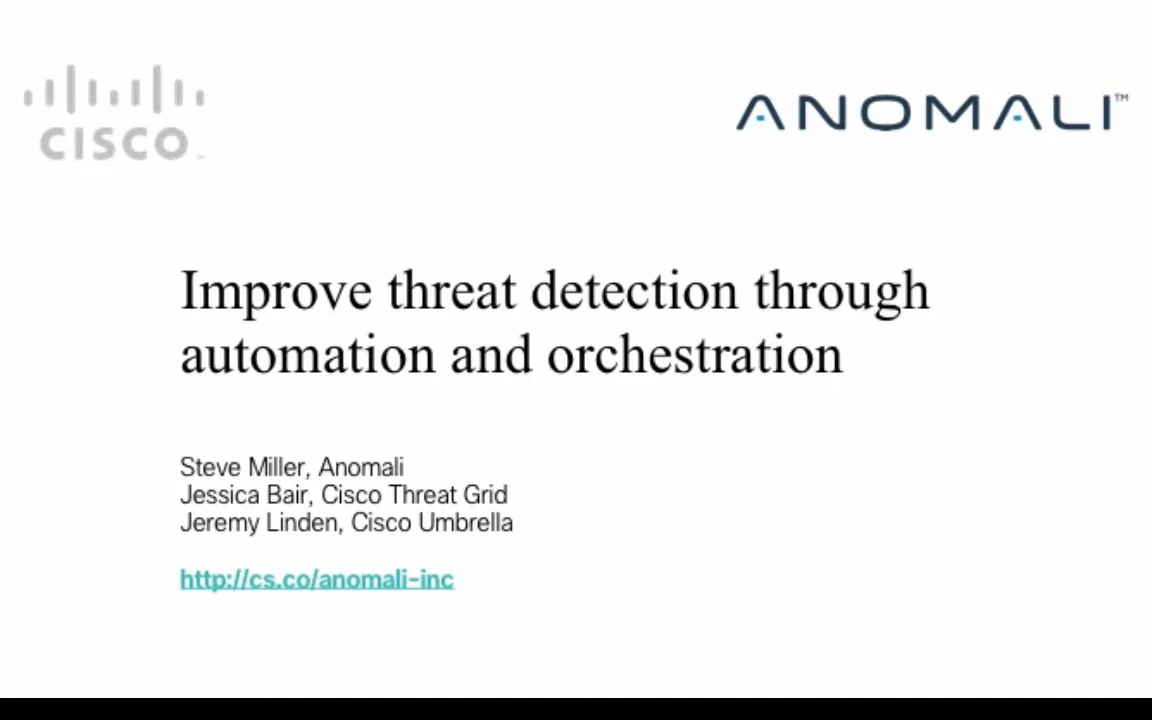 CISCO
ANOMALI™
Improve threat detection through
automation and orchestration
Steve Miller, Anomali
Jessica Bair, Cisco Threat Grid
Jeremy Linden, Cisco Umbrella
http://cs.co/anomali-inc